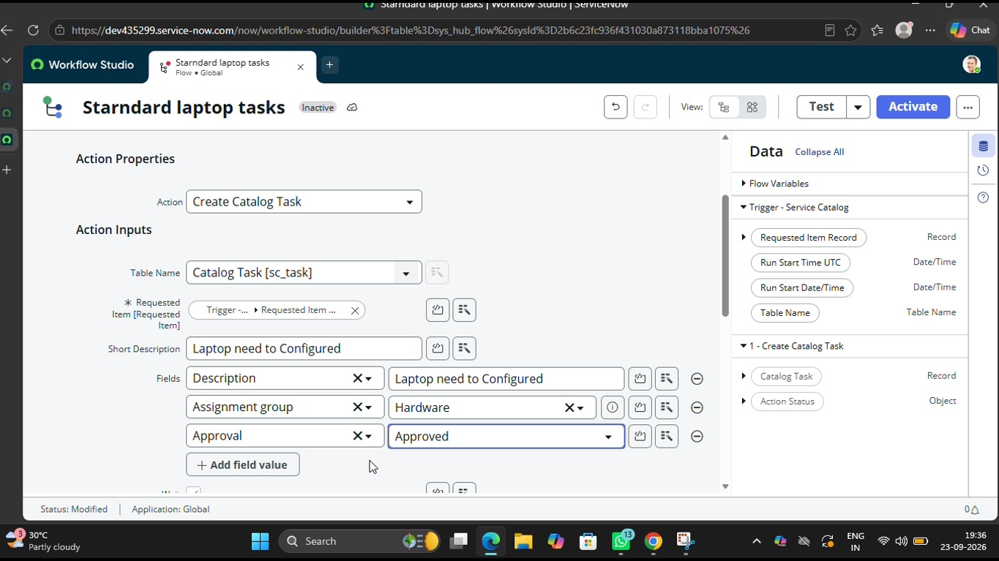 Starndard laptop tasks | Workflow Studio | ServiceNow
https://dev435299.service-now.com/now/workflow-studio/builder%3Ftable%3Dsys_hub_flow%26sysId%3D2b6c23fc936f431030a873118bba1075%26
Chat
Workflow Studio
Starndard laptop tasks
Flow • Global
Starndard laptop tasks
Inactive
View:
Test
Activate
Action Properties
Action
Create Catalog Task
Action Inputs
Table Name
Catalog Task [sc_task]
* Requested
Item [Requested
Item]
Trigger -... ▸ Requested Item ...
Short Description
Laptop need to Configured
Fields
Description
Laptop need to Configured
Assignment group
Hardware
Approval
Approved
+ Add field value
Wait
Data
Collapse All
Flow Variables
Trigger - Service Catalog
Requested Item Record
Record
Run Start Time UTC
Date/Time
Run Start Date/Time
Date/Time
Table Name
Table Name
1 - Create Catalog Task
Catalog Task
Record
Action Status
Object
Status: Modified
Application: Global
0
3
30°C
Partly cloudy
Search
13
ENG
IN
19:36
23-09-2026